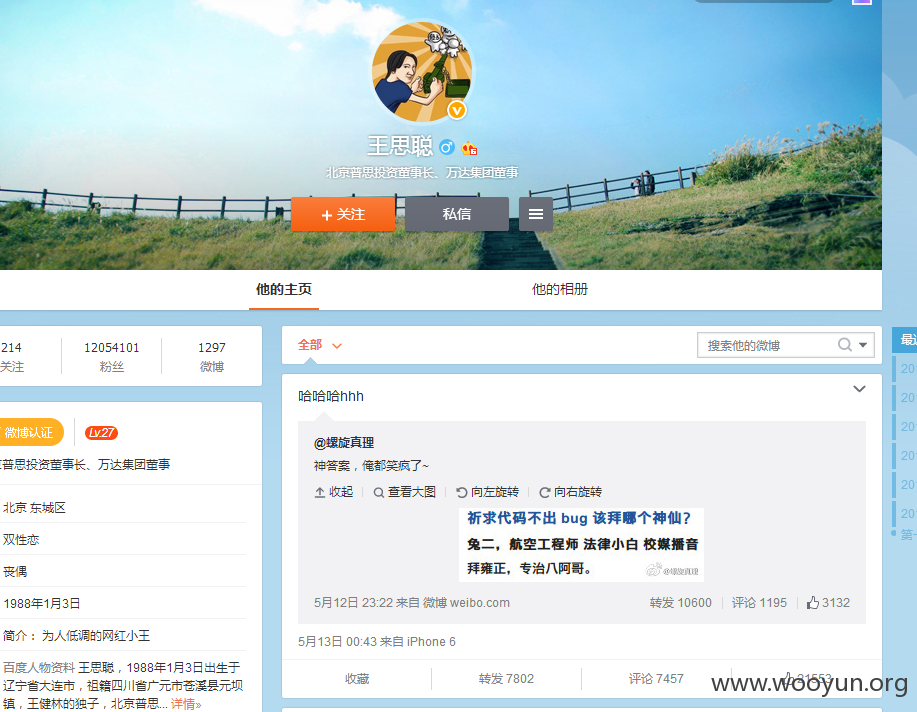 王思聪
北京普思投资董事长、万达集团董事
+ 关注
私信
他的主页
他的相册
214
关注
12054101
粉丝
1297
微博
微博认证
Lv.27
普思投资董事长、万达集团董事
北京 东城区
双性恋
丧偶
1988年1月3日
简介： 为人低调的网红小王
百度人物资料 王思聪，1988年1月3日出生于
辽宁省大连市，祖籍四川省广元市苍溪县元坝
镇，王健林的独子，北京普思... 详情»
全部
搜索他的微博
哈哈哈hhh
@螺旋真理
神答案，俺都笑疯了~
收起
查看大图
向左旋转
向右旋转
祈求代码不出 bug 该拜哪个神仙？
兔二，航空工程师 法律小白 校媒播音
拜雍正，专治八阿哥。
@螺旋真理
5月12日 23:22 来自 微博 weibo.com
转发 10600
评论 1195
3132
5月13日 00:43 来自 iPhone 6
收藏
转发 7802
评论 7457
21553
www.wooyun.org
20
20
20
20
20
20
第一